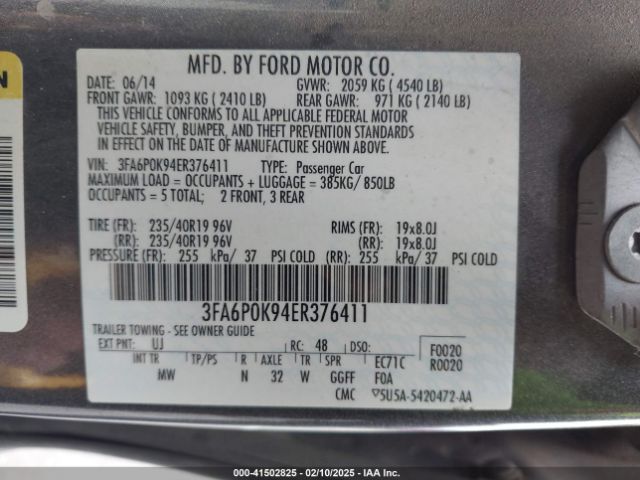 MFD. BY FORD MOTOR CO.
DATE: 06/14 GVWR: 2059 KG ( 4540 LB)
FRONT GAWR: 1093 KG ( 2410 LB) REAR GAWR: 971 KG ( 2140 LB)
THIS VEHICLE CONFORMS TO ALL APPLICABLE FEDERAL MOTOR
VEHICLE SAFETY, BUMPER, AND THEFT PREVENTION STANDARDS
IN EFFECT ON THE DATE OF MANUFACTURE SHOWN ABOVE.
VIN: 3FA6P0K94ER376411 TYPE: Passenger Car
MAXIMUM LOAD = OCCUPANTS + LUGGAGE = 385KG/ 850LB
OCCUPANTS = 5 TOTAL; 2 FRONT, 3 REAR
TIRE (FR): 235/40R19 96V RIMS (FR): 19x8.0J
(RR): 235/40R19 96V (RR): 19x8.0J
PRESSURE (FR): 255 kPa/ 37 PSI COLD (RR): 255 kPa/ 37 PSI COLD
3FA6P0K94ER376411
TRAILER TOWING - SEE OWNER GUIDE
EXT PNT: UJ RC: 48 DSO: F0020
INT TR TP/PS R AXLE TR SPR EC71C R0020
MW N 32 W GGFF F0A
CMC 5U5A-5420472-AA
000-41502825 - 02/10/2025 - IAA Inc.